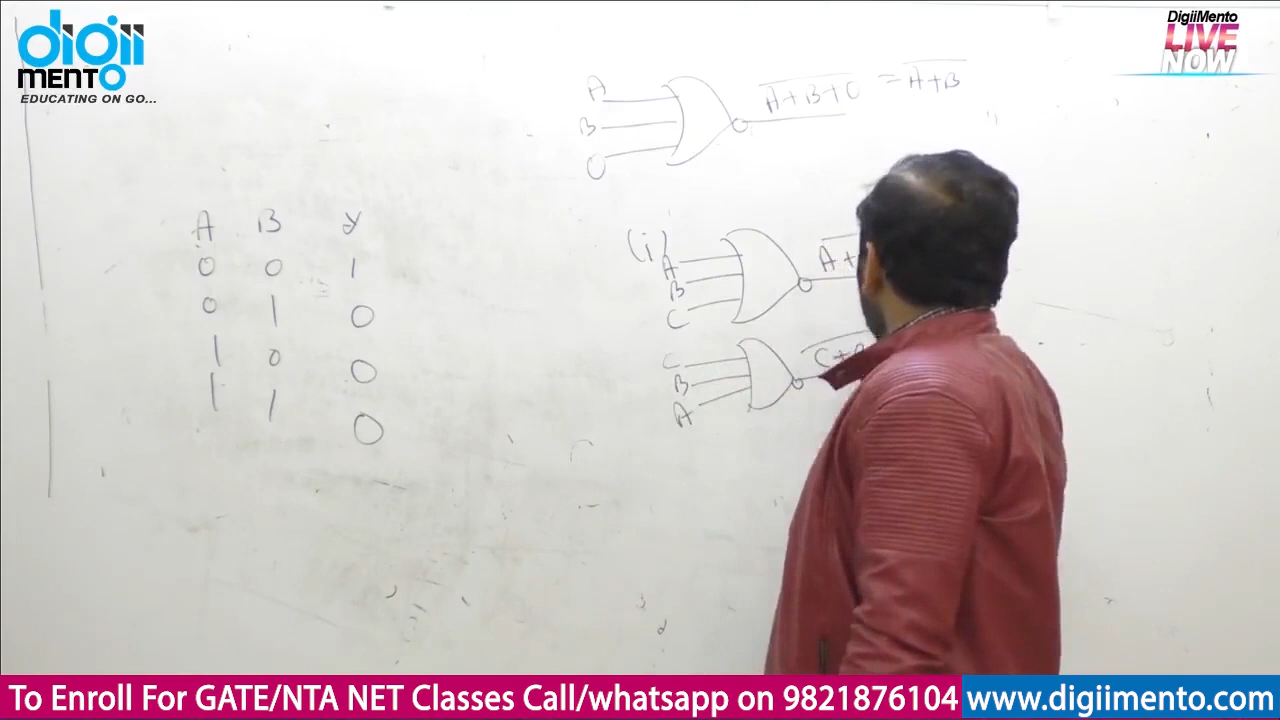 digii
mento
EDUCATING ON GO...
DigiiMento
LIVE
NOW
A
B
C
A+B+C = A+B
A B Y
0 0 1
0 1 0
1 0 0
1 1 0
(i)
A
B
C
A+
C
B
A
C+
To Enroll For GATE/NTA NET Classes Call/whatsapp on 9821876104 www.digiimento.com